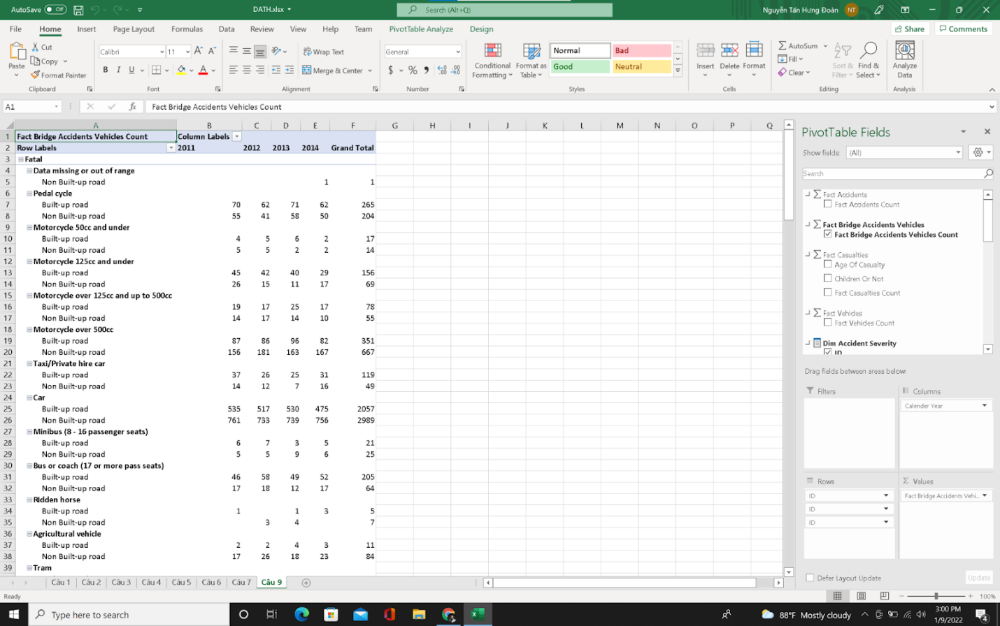 AutoSave Off DATH.xlsx Search (Alt+Q) Nguyễn Tấn Hưng Đoàn NT
File Home Insert Page Layout Formulas Data Review View Help Team PivotTable Analyze Design Share Comments
Paste Cut Copy Format Painter Clipboard
Calibri 11 A A B I U A Font
Wrap Text Merge & Center Alignment
General $ % Number
Conditional Formatting Format as Table Normal Bad Good Neutral Styles
Insert Delete Format Cells
AutoSum Fill Clear Sort & Filter Find & Select Editing
Analyze Data Analysis
A1 fx Fact Bridge Accidents Vehicles Count
A B C D E F G H I J K L M N O P Q
1 Fact Bridge Accidents Vehicles Count Column Labels
2 Row Labels 2011 2012 2013 2014 Grand Total
3 Fatal
4 Data missing or out of range
5 Non Built-up road 1 1
6 Pedal cycle
7 Built-up road 70 62 71 62 265
8 Non Built-up road 55 41 58 50 204
9 Motorcycle 50cc and under
10 Built-up road 4 5 6 2 17
11 Non Built-up road 5 5 2 2 14
12 Motorcycle 125cc and under
13 Built-up road 45 42 40 29 156
14 Non Built-up road 26 15 11 17 69
15 Motorcycle over 125cc and up to 500cc
16 Built-up road 19 17 25 17 78
17 Non Built-up road 14 17 14 10 55
18 Motorcycle over 500cc
19 Built-up road 87 86 96 82 351
20 Non Built-up road 156 181 163 167 667
21 Taxi/Private hire car
22 Built-up road 37 26 25 31 119
23 Non Built-up road 14 12 7 16 49
24 Car
25 Built-up road 535 517 530 475 2057
26 Non Built-up road 761 733 739 756 2989
27 Minibus (8 - 16 passenger seats)
28 Built-up road 6 7 3 5 21
29 Non Built-up road 5 5 9 6 25
30 Bus or coach (17 or more pass seats)
31 Built-up road 46 58 49 52 205
32 Non Built-up road 17 18 12 17 64
33 Ridden horse
34 Built-up road 1 1 3 5
35 Non Built-up road 3 4 7
36 Agricultural vehicle
37 Built-up road 2 2 4 3 11
38 Non Built-up road 17 26 18 23 84
39 Tram
PivotTable Fields
Show fields: (All)
Search
Fact Accidents
Fact Accidents Count
Fact Bridge Accidents Vehicles
Fact Bridge Accidents Vehicles Count
Fact Casualties
Age Of Casualty
Children Or Not
Fact Casualties Count
Fact Vehicles
Fact Vehicles Count
Dim Accident Severity
ID
Drag fields between areas below:
Filters Columns
Calender Year
Rows Σ Values
ID Fact Bridge Accidents Vehi...
ID
ID
Defer Layout Update Update
Câu 1 Câu 2 Câu 3 Câu 4 Câu 5 Câu 6 Câu 7 Câu 9
Ready 100%
Type here to search 88°F Mostly cloudy 3:00 PM
1/9/2022 4